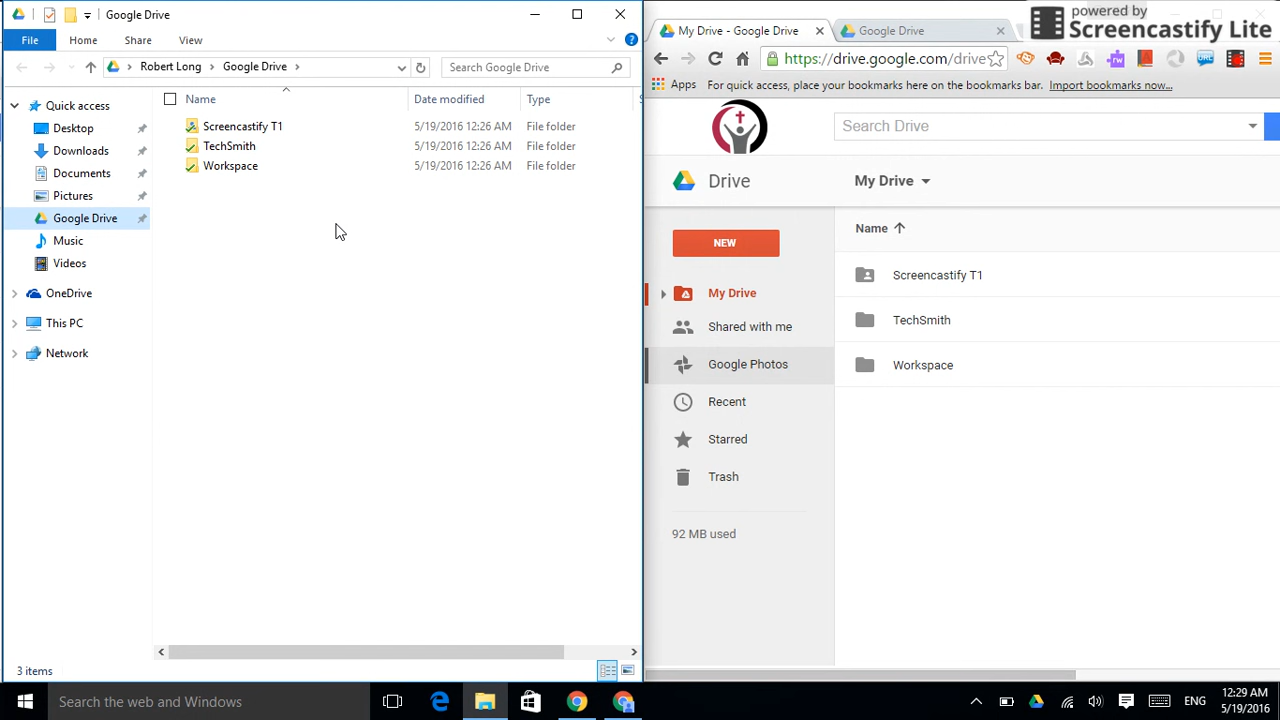 Google Drive
File Home Share View
Robert Long Google Drive
Search Google Drive
Quick access
Desktop
Downloads
Documents
Pictures
Google Drive
Music
Videos
OneDrive
This PC
Network
Name Date modified Type
Screencastify T1 5/19/2016 12:26 AM File folder
TechSmith 5/19/2016 12:26 AM File folder
Workspace 5/19/2016 12:26 AM File folder
3 items
My Drive - Google Drive
Google Drive
powered by
Screencastify Lite
https://drive.google.com/drive
Apps For quick access, place your bookmarks here on the bookmarks bar. Import bookmarks now...
Search Drive
Drive
My Drive
NEW
My Drive
Shared with me
Google Photos
Recent
Starred
Trash
92 MB used
Name
Screencastify T1
TechSmith
Workspace
Search the web and Windows
ENG
12:29 AM
5/19/2016